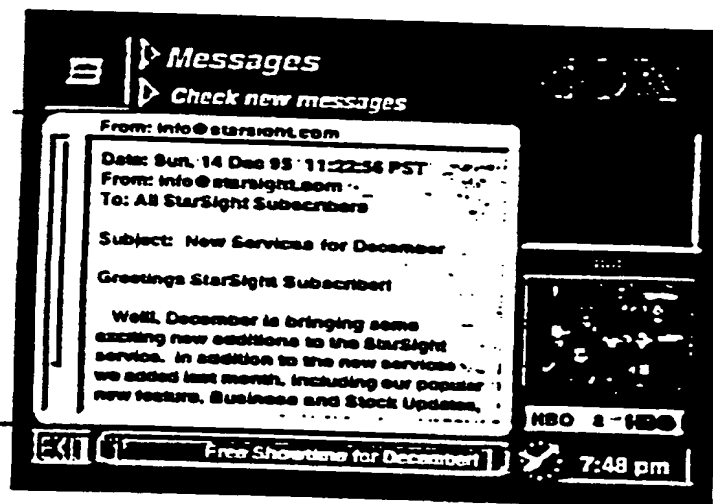 Messages
Check new messages
From: info@starsight.com
Date: Sun, 14 Dec 95 11:22:56 PST
From: info@starsight.com
To: All StarSight Subscribers
Subject: New Services for December
Greetings StarSight Subscriber!
Well, December is bringing some
exciting new additions to the StarSight
service. In addition to the new services
we added last month, including our popular
new feature, Business and Stock Updates,
HBO 8 HBO
EXIT
Free Showtime for December!
7:48 pm